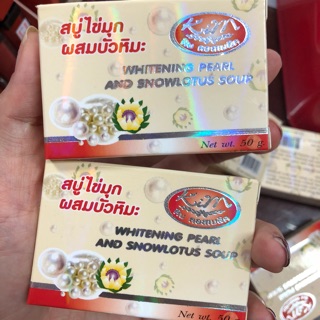 สบู่ไข่มุก
ผสมบัวหิมะ
K.I.M
WHITENING PEARL
AND SNOWLOTUS SOUP
Net wt. 50 g
สบู่ไข่มุก
ผสมบัวหิมะ
K.I.M
WHITENING PEARL
AND SNOWLOTUS SOUP
Net wt. 50